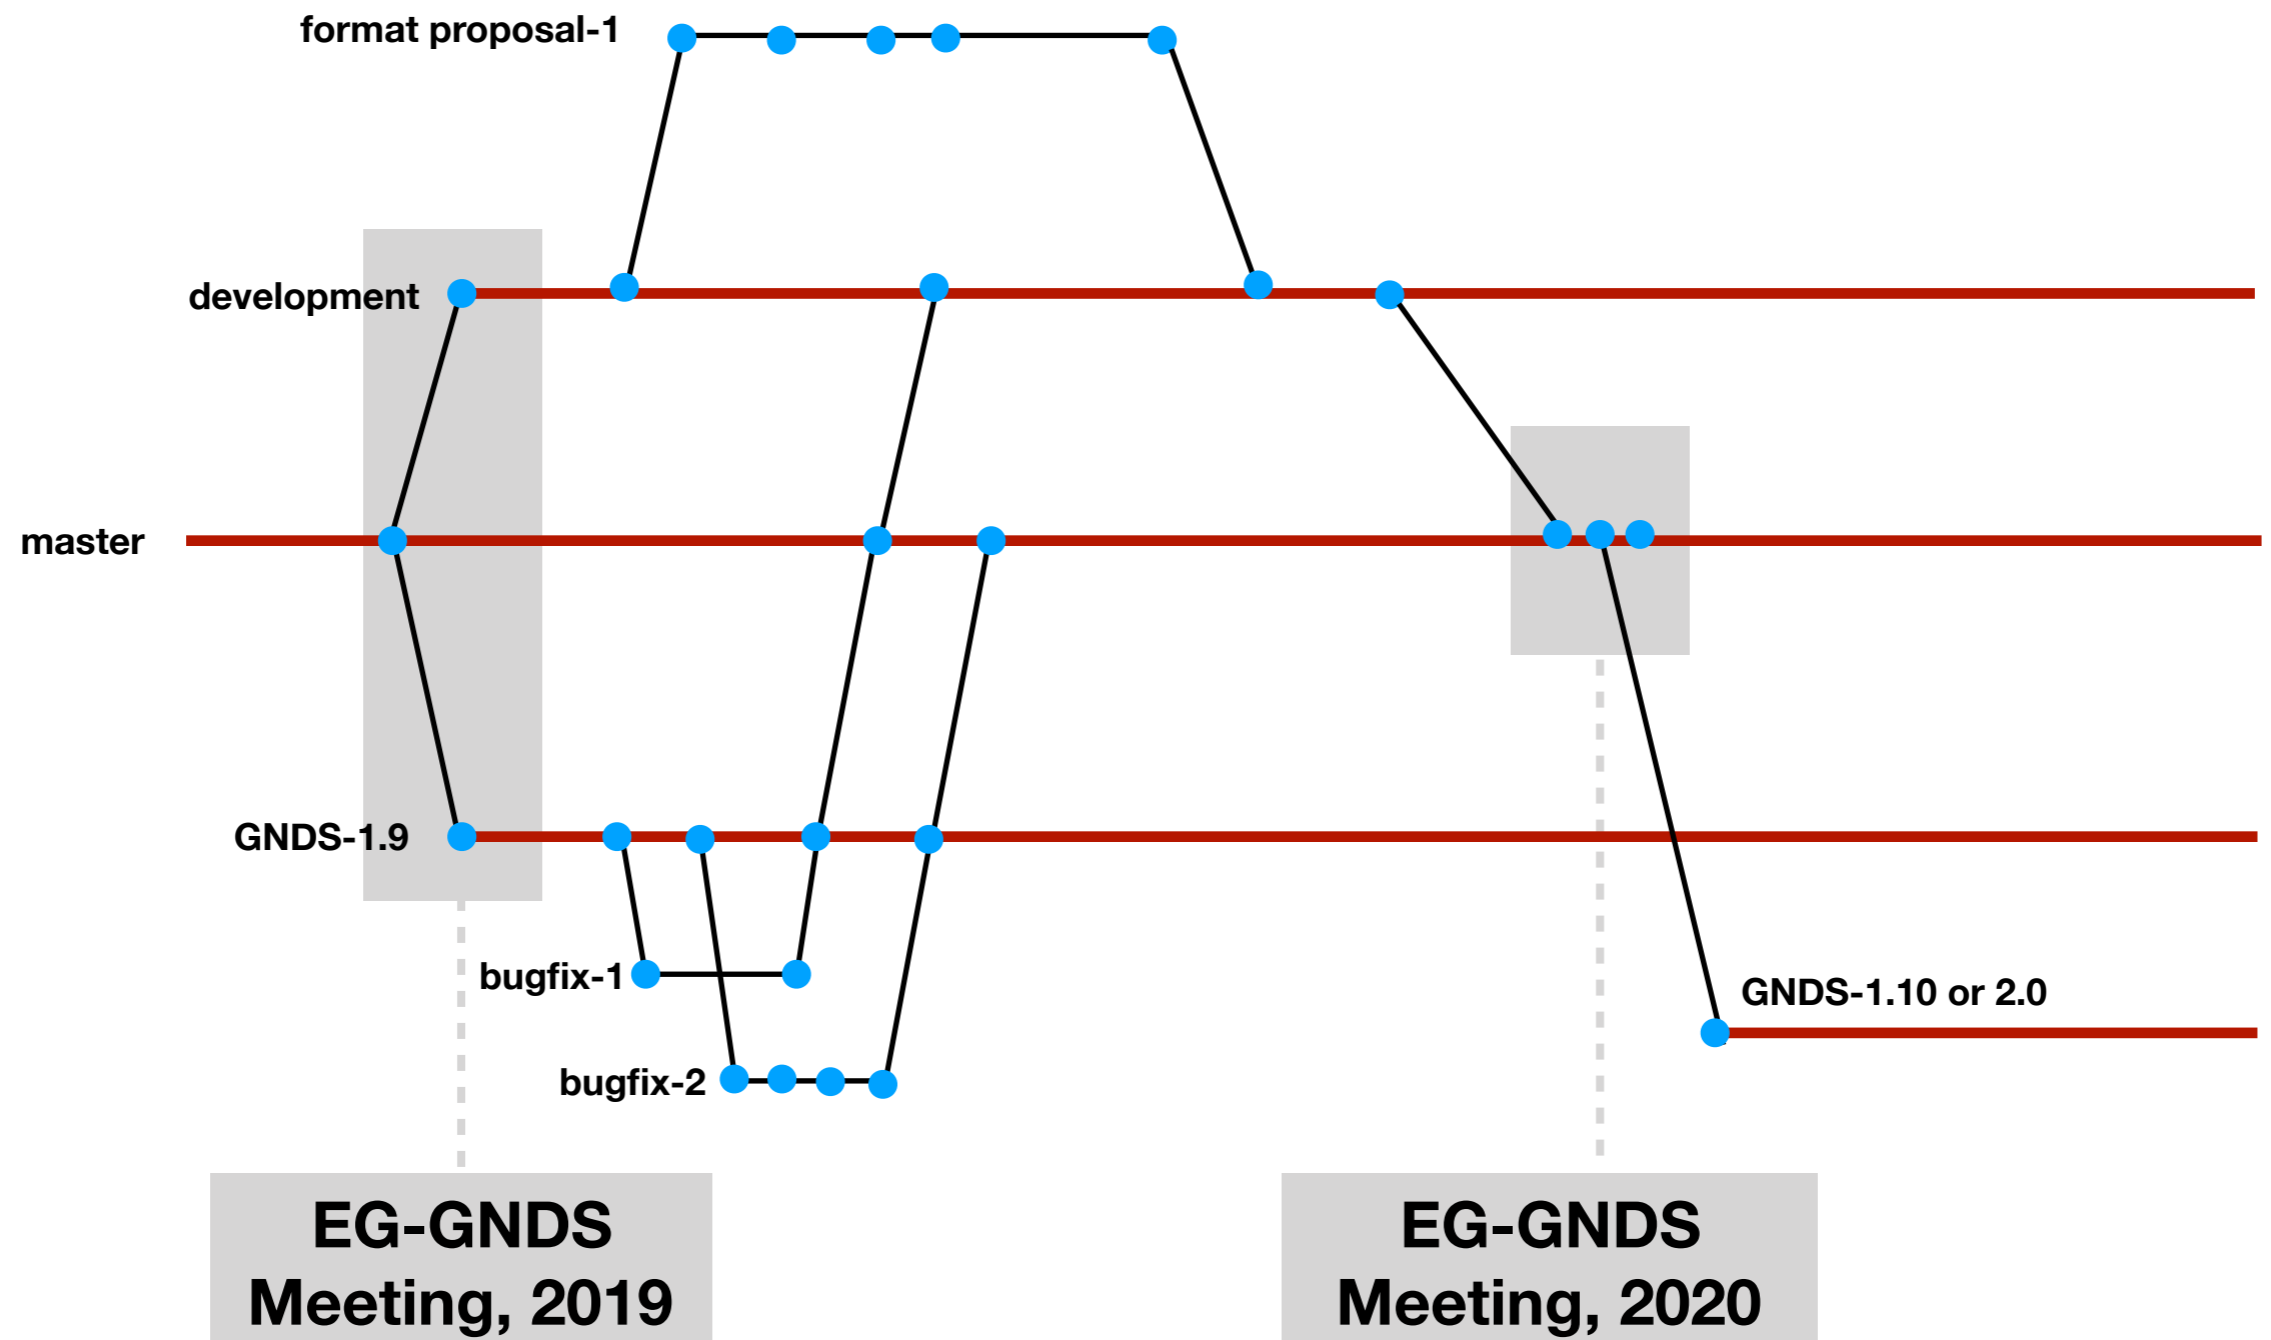 format proposal-1
development
master
GNDS-1.9
bugfix-1
GNDS-1.10 or 2.0
bugfix-2
EG-GNDS
Meeting, 2019
EG-GNDS
Meeting, 2020